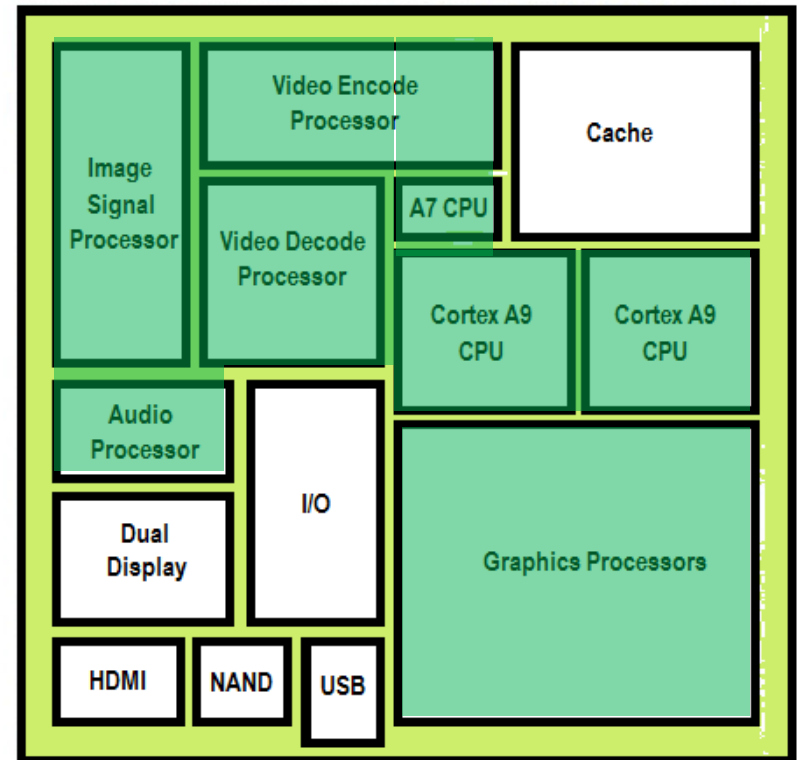 Video Encode
Processor
Cache
Image
Signal
Processor
A7 CPU
Video Decode
Processor
Cortex A9
CPU
Cortex A9
CPU
Audio
Processor
I/O
Dual
Display
Graphics Processors
HDMI
NAND
USB